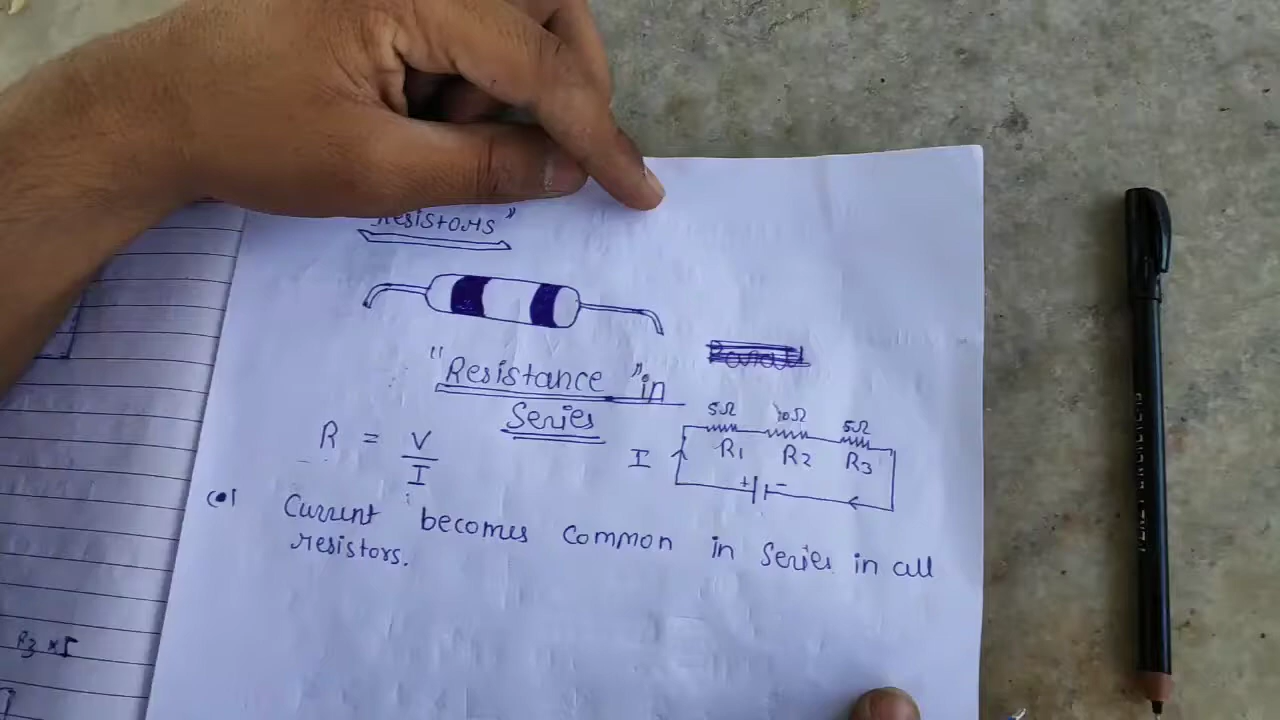 Resistors"
"Resistance" in
Series
R = V
I
5Ω 10Ω 5Ω
R1 R2 R3
I
+ -
Current becomes common in series in all
resistors.
R3 × I